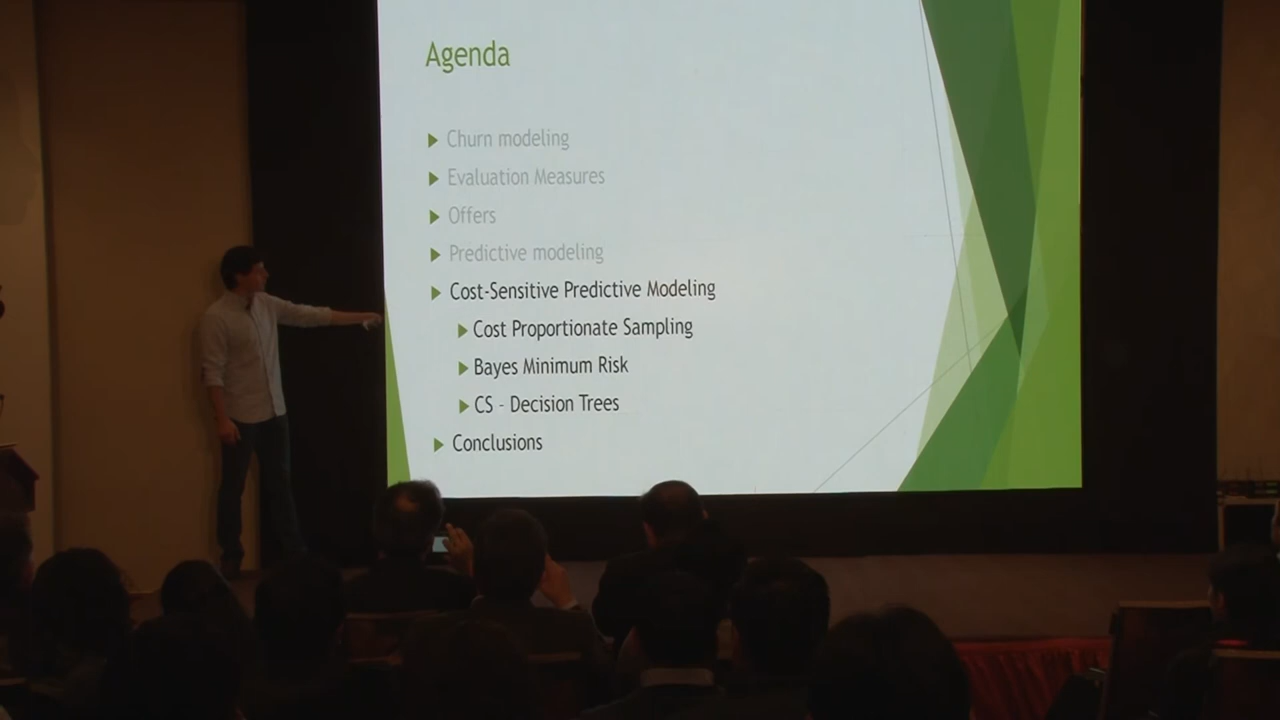 Agenda
Churn modeling
Evaluation Measures
Offers
Predictive modeling
Cost-Sensitive Predictive Modeling
Cost Proportionate Sampling
Bayes Minimum Risk
CS - Decision Trees
Conclusions